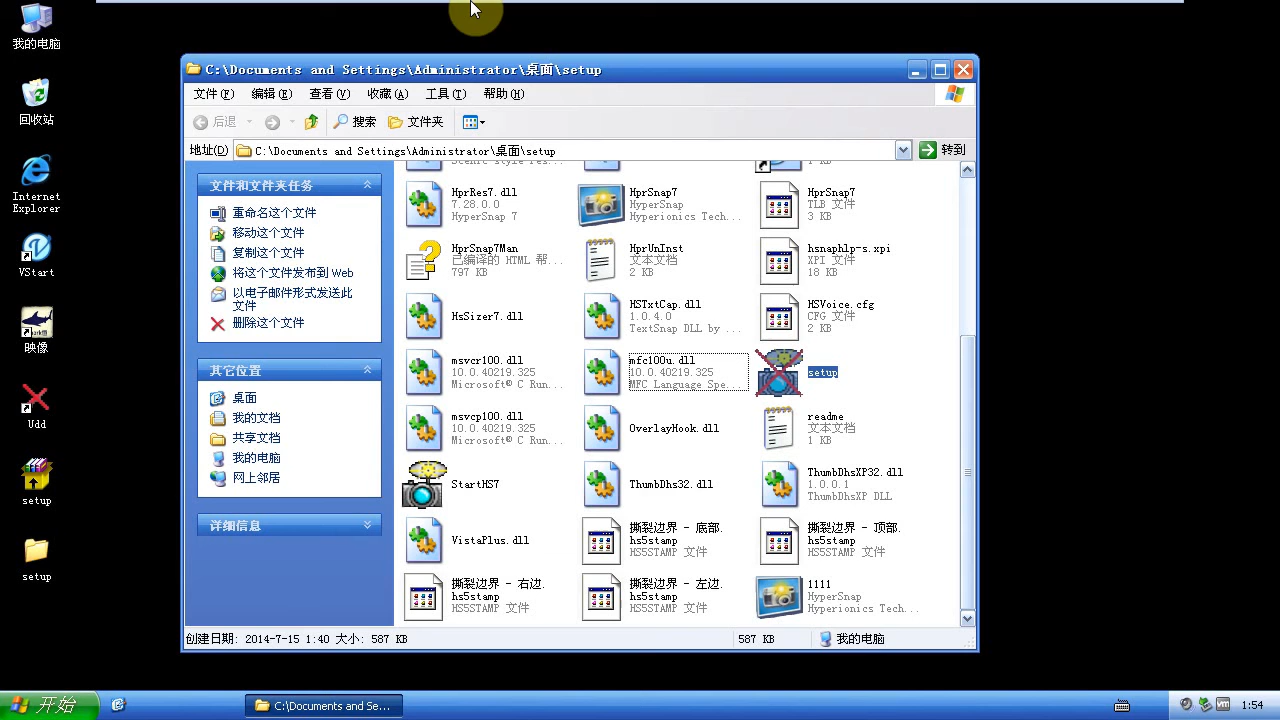 我的电脑
回收站
Internet
Explorer
VStart
映像
Udd
setup
setup
C:\Documents and Settings\Administrator\桌面\setup
文件(F) 编辑(E) 查看(V) 收藏(A) 工具(T) 帮助(H)
后退 搜索 文件夹
地址(D) C:\Documents and Settings\Administrator\桌面\setup 转到
文件和文件夹任务
重命名这个文件
移动这个文件
复制这个文件
将这个文件发布到 Web
以电子邮件形式发送此
文件
删除这个文件
其它位置
桌面
我的文档
共享文档
我的电脑
网上邻居
详细信息
HprRes7.dll
7.28.0.0
HyperSnap 7
HprSnap7
HyperSnap
Hyperionics Tech...
HprSnap7
TLB 文件
3 KB
HprSnap7Man
已编译的 HTML 帮...
797 KB
HprUnInst
文本文档
2 KB
hsnaphlp-s.xpi
XPI 文件
18 KB
HsSizer7.dll
HSTxtCap.dll
1.0.4.0
TextSnap DLL by ...
HSVoice.cfg
CFG 文件
2 KB
msvcr100.dll
10.0.40219.325
Microsoft® C Run...
mfc100u.dll
10.0.40219.325
MFC Language Spe...
setup
msvcp100.dll
10.0.40219.325
Microsoft® C Run...
OverlayHook.dll
readme
文本文档
1 KB
StartHS7
ThumbDhs32.dll
ThumbDhsXP32.dll
1.0.0.1
ThumbDhsXP DLL
VistaPlus.dll
撕裂边界 - 底部.
hs5stamp
HS5STAMP 文件
撕裂边界 - 顶部.
hs5stamp
HS5STAMP 文件
撕裂边界 - 右边.
hs5stamp
HS5STAMP 文件
撕裂边界 - 左边.
hs5stamp
HS5STAMP 文件
1111
HyperSnap
Hyperionics Tech...
创建日期: 2014-7-15 1:40 大小: 587 KB 587 KB 我的电脑
开始 C:\Documents and Se... 1:54